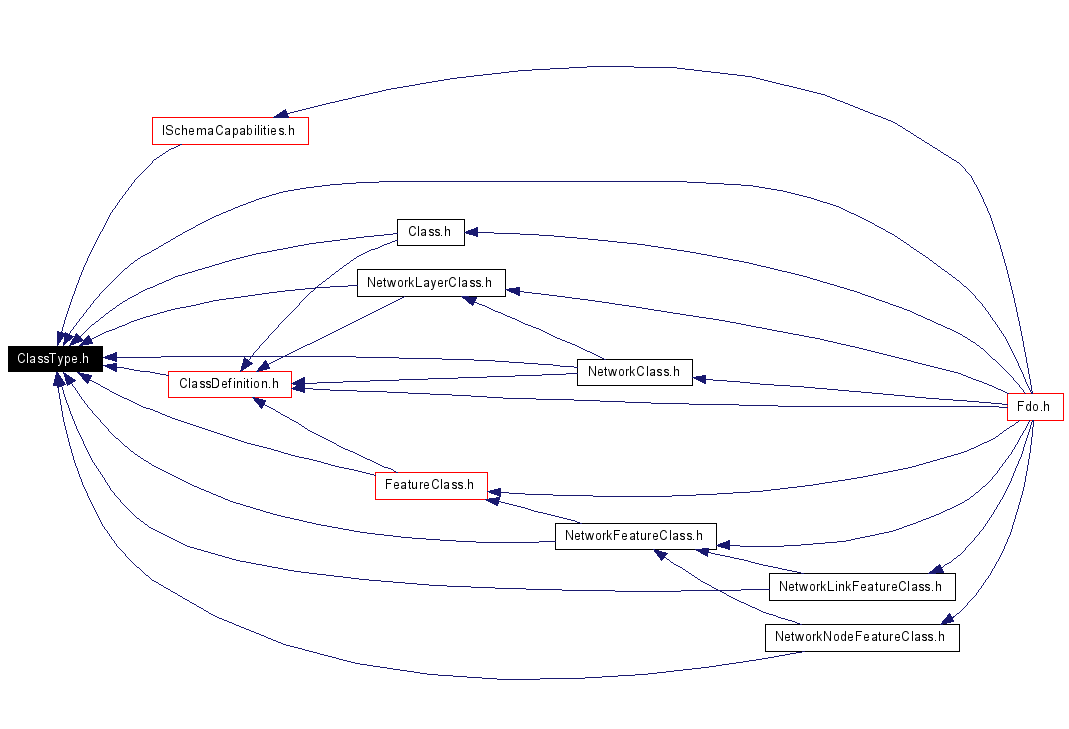 ISchemaCapabilities.h
Class.h
NetworkLayerClass.h
ClassType.h
NetworkClass.h
ClassDefinition.h
Fdo.h
FeatureClass.h
NetworkFeatureClass.h
NetworkLinkFeatureClass.h
NetworkNodeFeatureClass.h